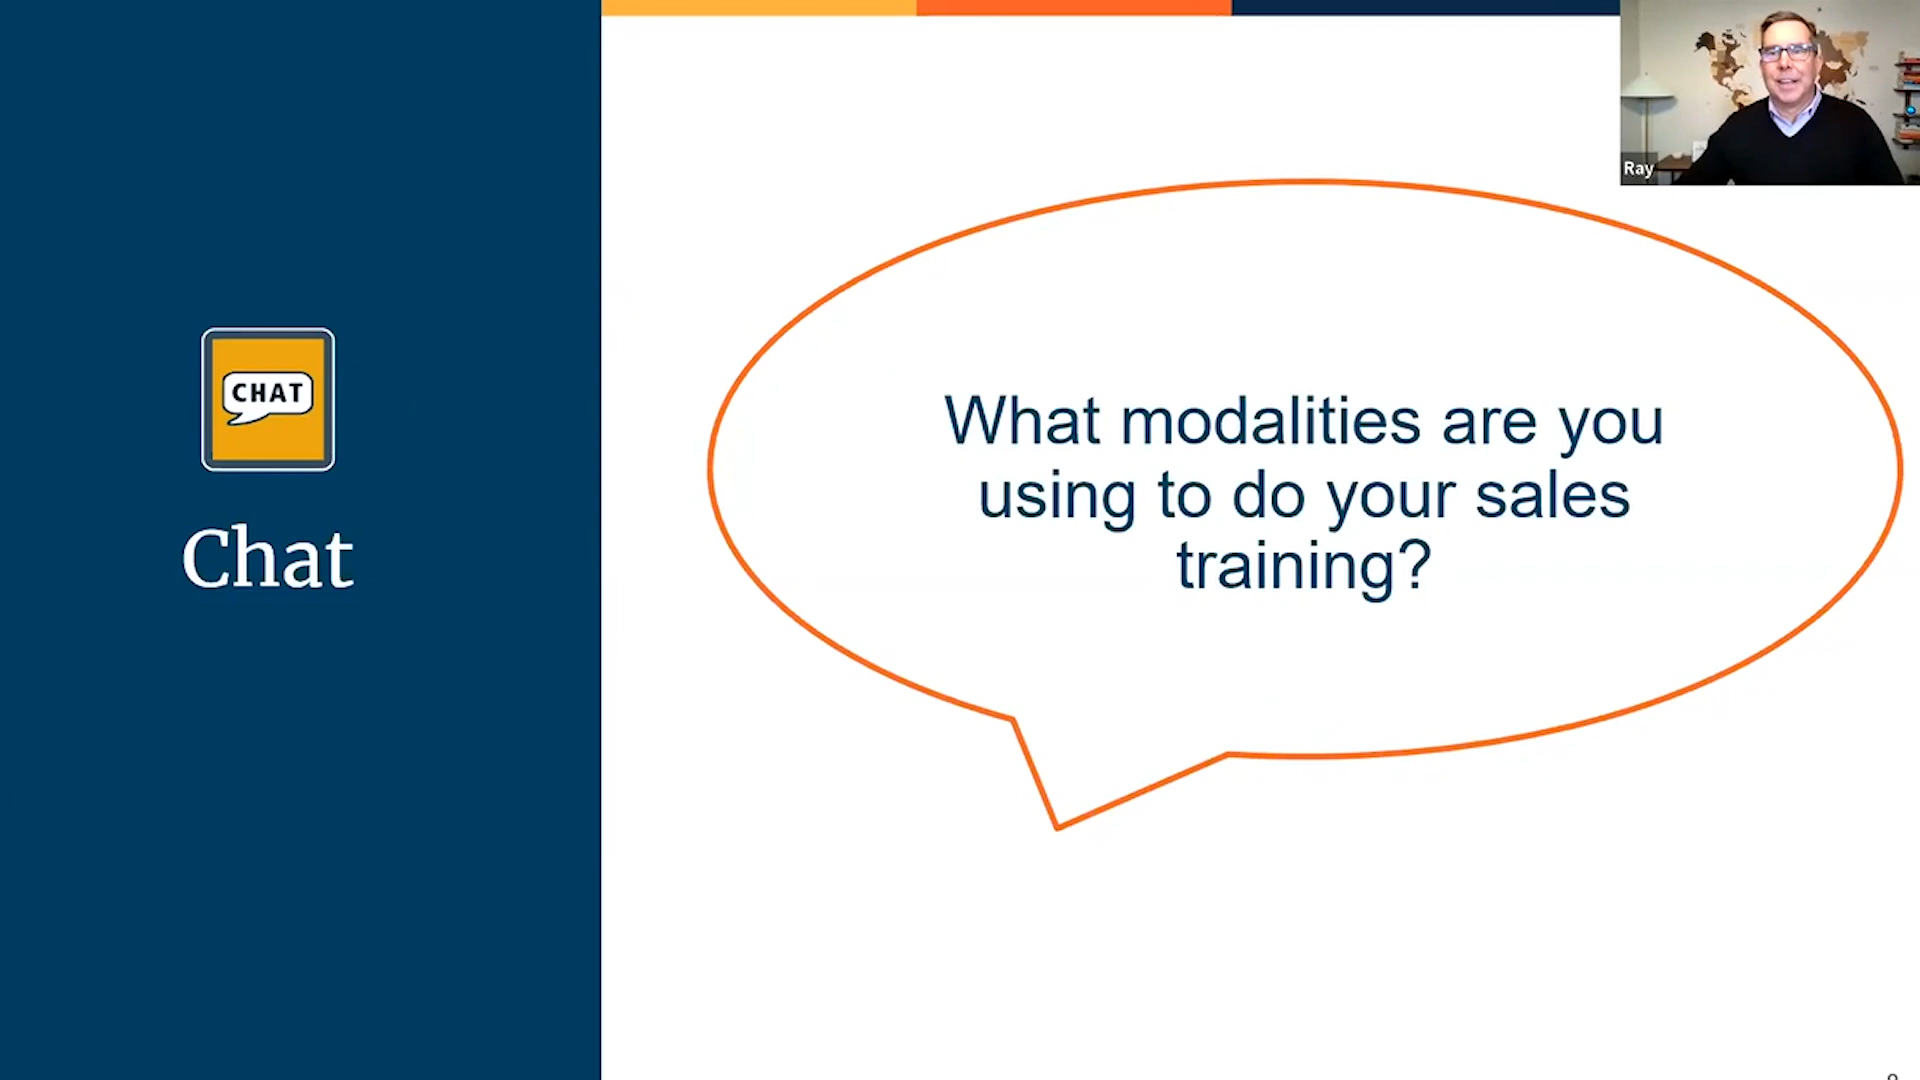 Ray
CHAT
Chat
What modalities are you
using to do your sales
training?